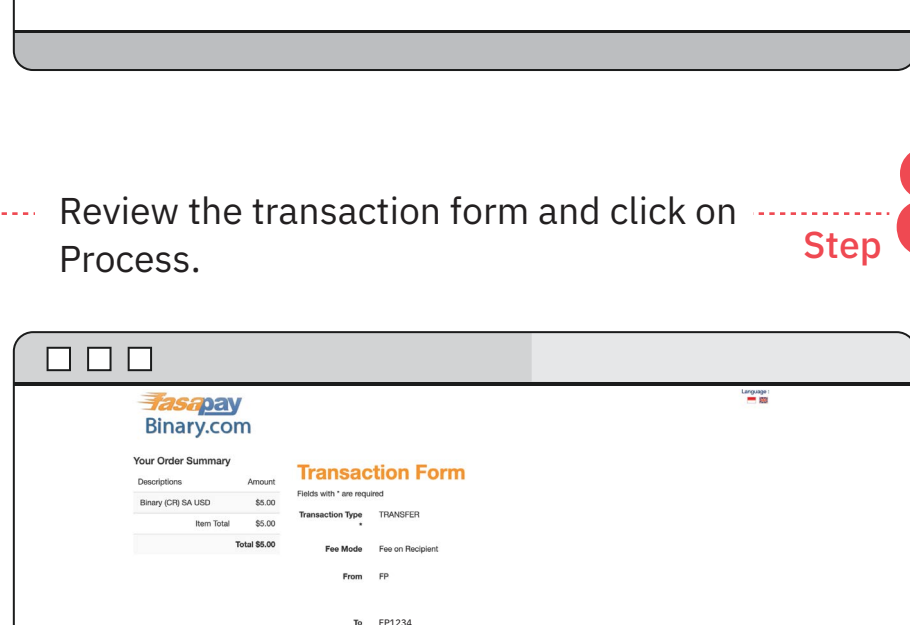 Review the transaction form and click on
Process.
Step
fasapay
Binary.com
Language :
Your Order Summary
Descriptions Amount
Binary (CR) SA USD $5.00
Item Total $5.00
Total $5.00
Transaction Form
Fields with * are required
Transaction Type TRANSFER
*
Fee Mode Fee on Recipient
From FP
To FP1234